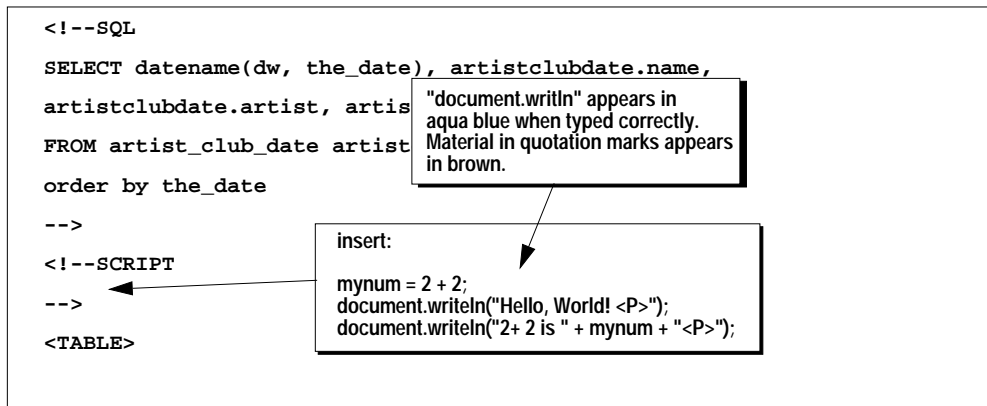 <!--SQL
SELECT datename(dw, the_date), artistclubdate.name,
artistclubdate.artist, artis
FROM artist_club_date artist
order by the_date
-->
<!--SCRIPT
-->
<TABLE>
"document.writln" appears in
aqua blue when typed correctly.
Material in quotation marks appears
in brown.
insert:
mynum = 2 + 2;
document.writeln("Hello, World! <P>");
document.writeln("2+ 2 is " + mynum + "<P>");